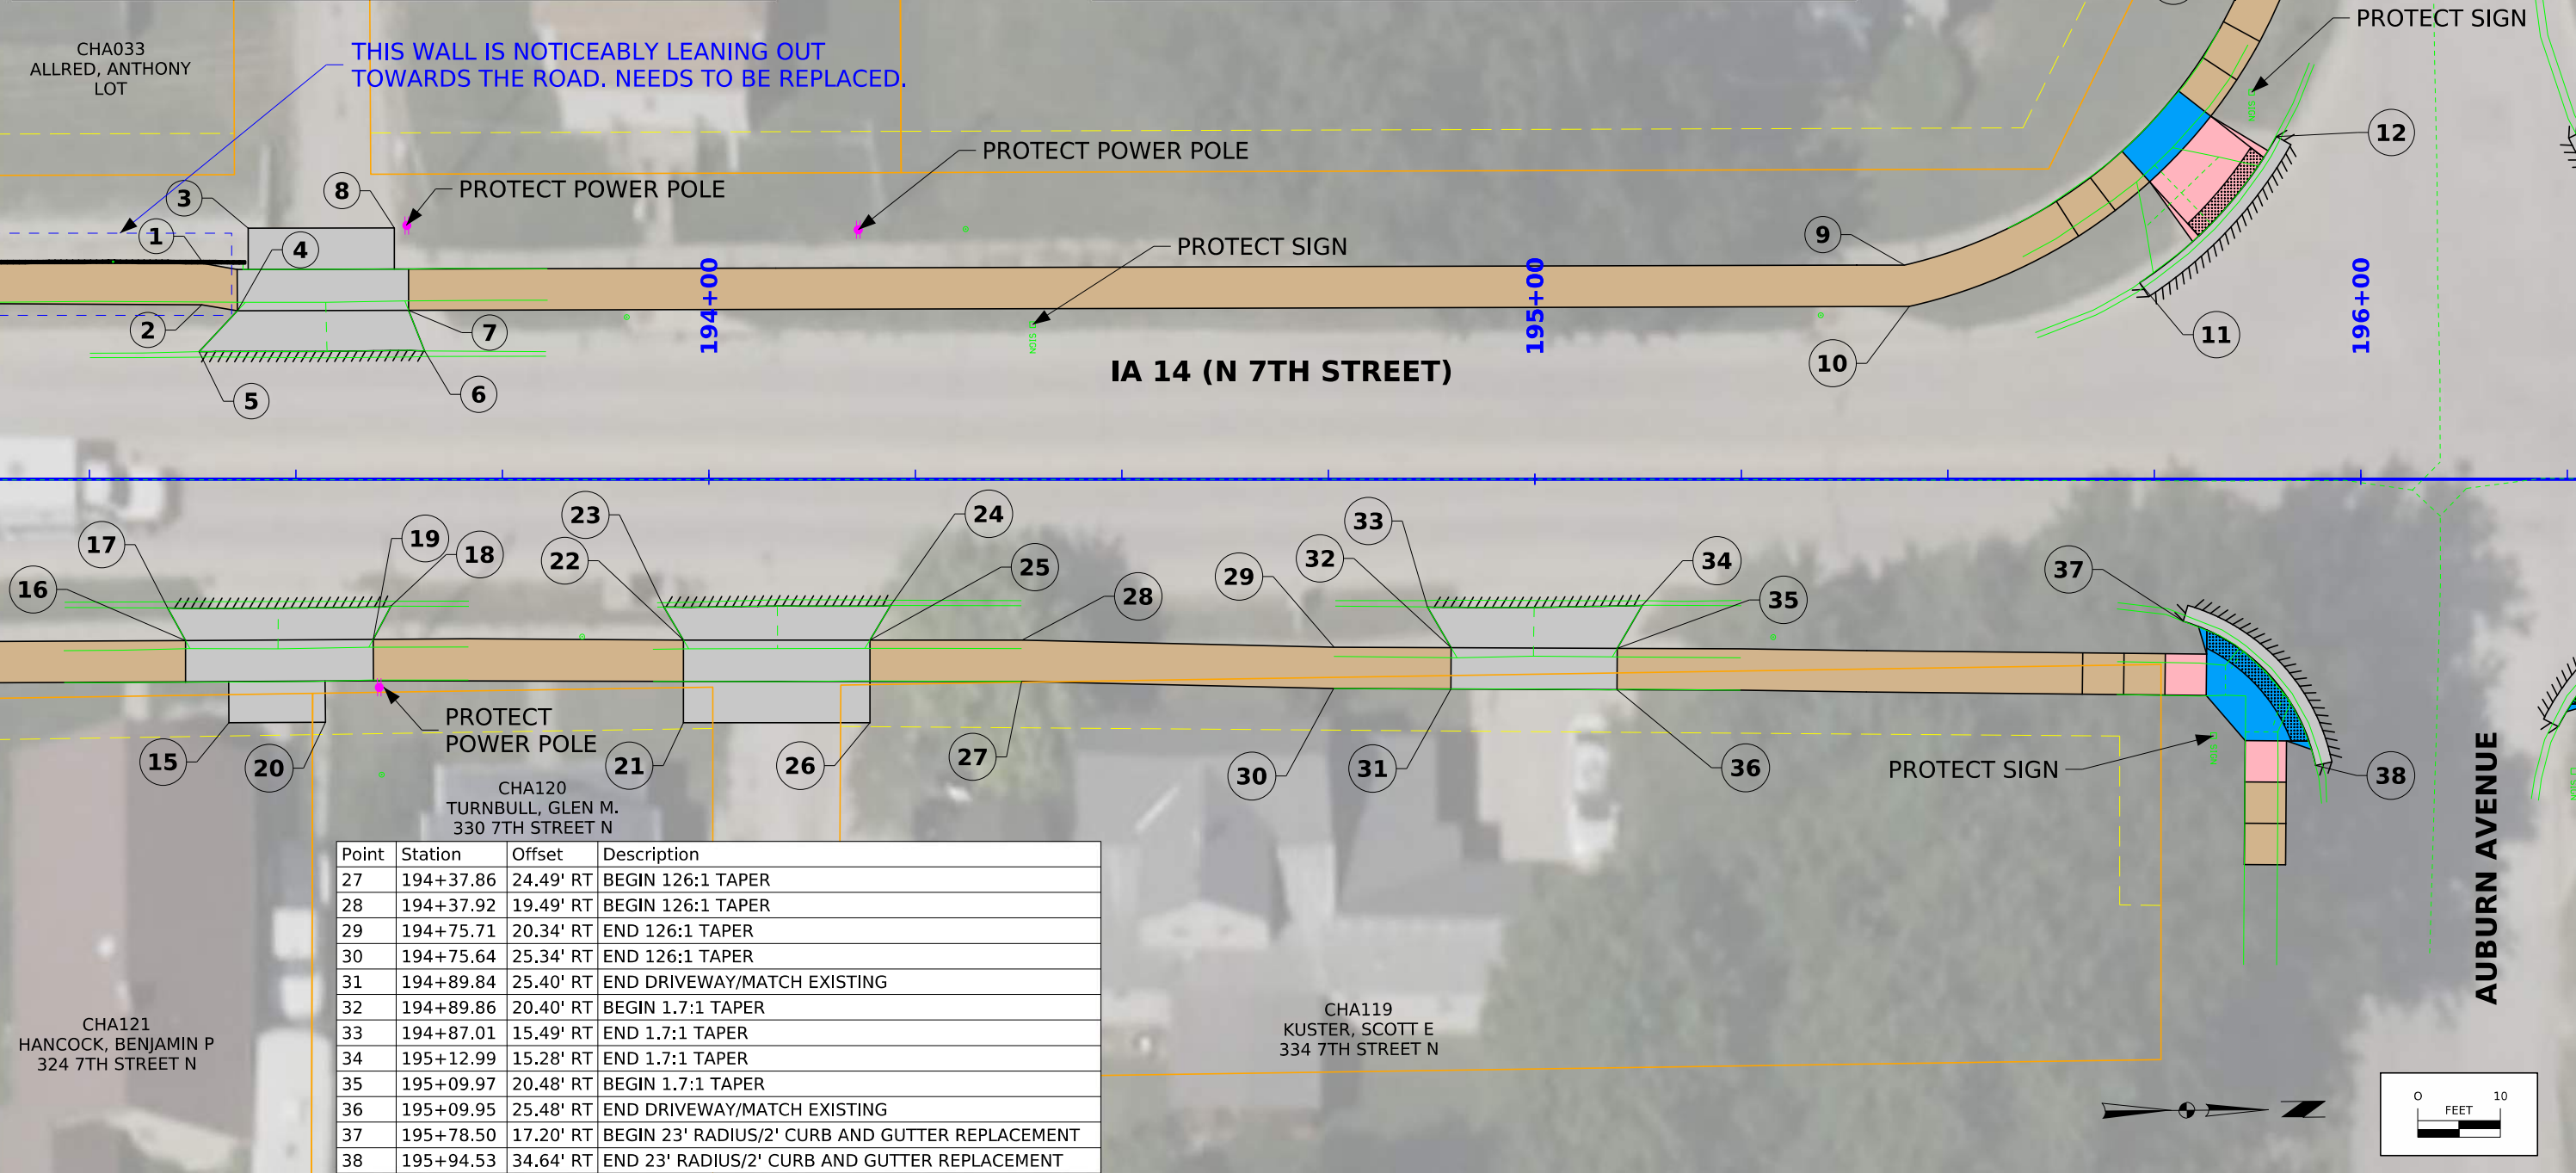 CHA033
ALLRED, ANTHONY
LOT
THIS WALL IS NOTICEABLY LEANING OUT
TOWARDS THE ROAD. NEEDS TO BE REPLACED.
PROTECT SIGN
12
PROTECT POWER POLE
3
8
PROTECT POWER POLE
1
4
PROTECT SIGN
9
2
7
194+00
195+00
196+00
SIGN
SIGN
11
10
5
6
IA 14 (N 7TH STREET)
17
19
18
23
24
33
16
22
25
28
29
32
34
35
37
15
20
PROTECT
POWER POLE
21
26
27
30
31
36
PROTECT SIGN
38
AUBURN AVENUE
CHA120
TURNBULL, GLEN M.
330 7TH STREET N
Point Station Offset Description
27 194+37.86 24.49' RT BEGIN 126:1 TAPER
28 194+37.92 19.49' RT BEGIN 126:1 TAPER
29 194+75.71 20.34' RT END 126:1 TAPER
30 194+75.64 25.34' RT END 126:1 TAPER
31 194+89.84 25.40' RT END DRIVEWAY/MATCH EXISTING
32 194+89.86 20.40' RT BEGIN 1.7:1 TAPER
33 194+87.01 15.49' RT END 1.7:1 TAPER
34 195+12.99 15.28' RT END 1.7:1 TAPER
35 195+09.97 20.48' RT BEGIN 1.7:1 TAPER
36 195+09.95 25.48' RT END DRIVEWAY/MATCH EXISTING
37 195+78.50 17.20' RT BEGIN 23' RADIUS/2' CURB AND GUTTER REPLACEMENT
38 195+94.53 34.64' RT END 23' RADIUS/2' CURB AND GUTTER REPLACEMENT
CHA121
HANCOCK, BENJAMIN P
324 7TH STREET N
CHA119
KUSTER, SCOTT E
334 7TH STREET N
0 10
FEET